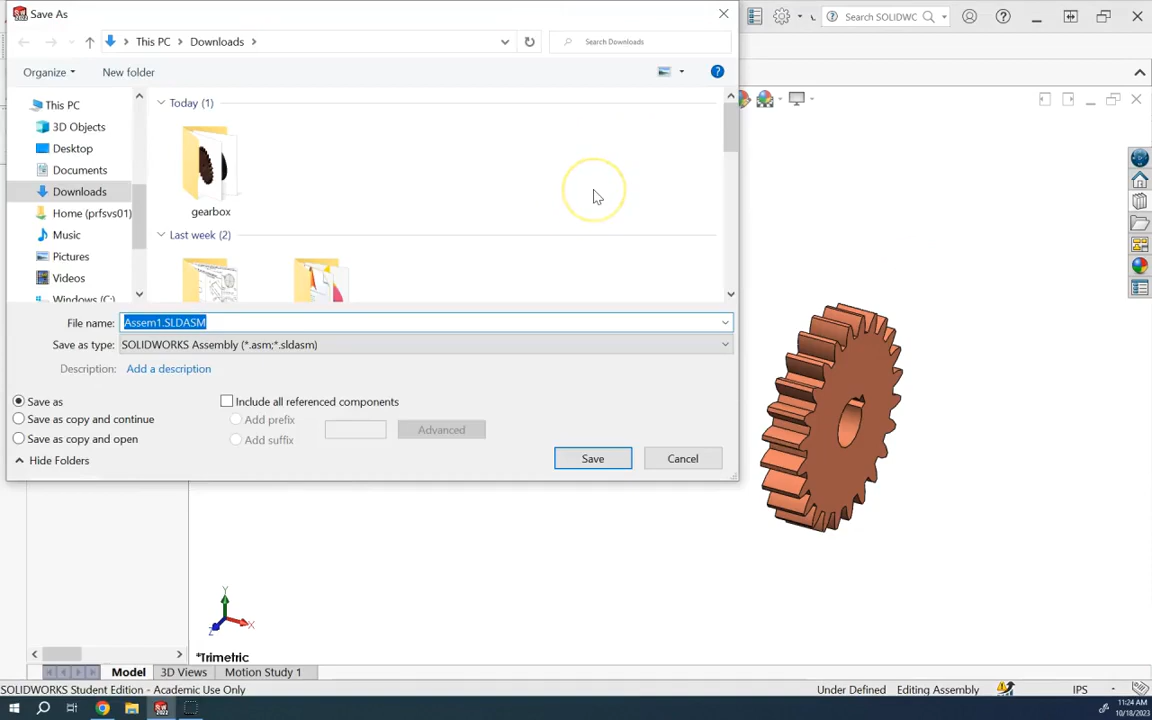 Save As
Search SOLIDWC
This PC > Downloads >
Search Downloads
Organize
New folder
This PC
3D Objects
Desktop
Documents
Downloads
Home (prfsvs01)
Music
Pictures
Videos
Windows (C:)
Today (1)
gearbox
Last week (2)
File name: Assem1.SLDASM
Save as type: SOLIDWORKS Assembly (*.asm;*.sldasm)
Description: Add a description
Save as
Save as copy and continue
Save as copy and open
Include all referenced components
Add prefix
Add suffix
Advanced
Hide Folders
Save
Cancel
Y
X
Z
*Trimetric
Model
3D Views
Motion Study 1
SOLIDWORKS Student Edition - Academic Use Only
Under Defined
Editing Assembly
IPS
11:24 AM
10/18/2023